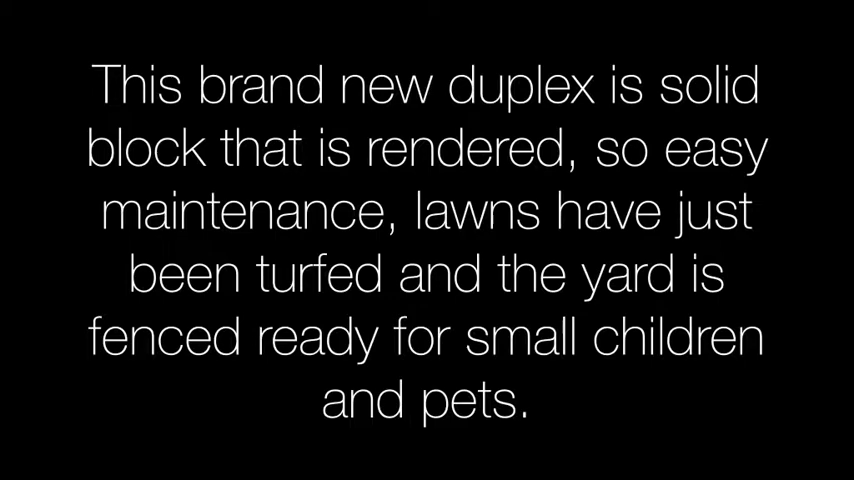 This brand new duplex is solid
block that is rendered, so easy
maintenance, lawns have just
been turfed and the yard is
fenced ready for small children
and pets.